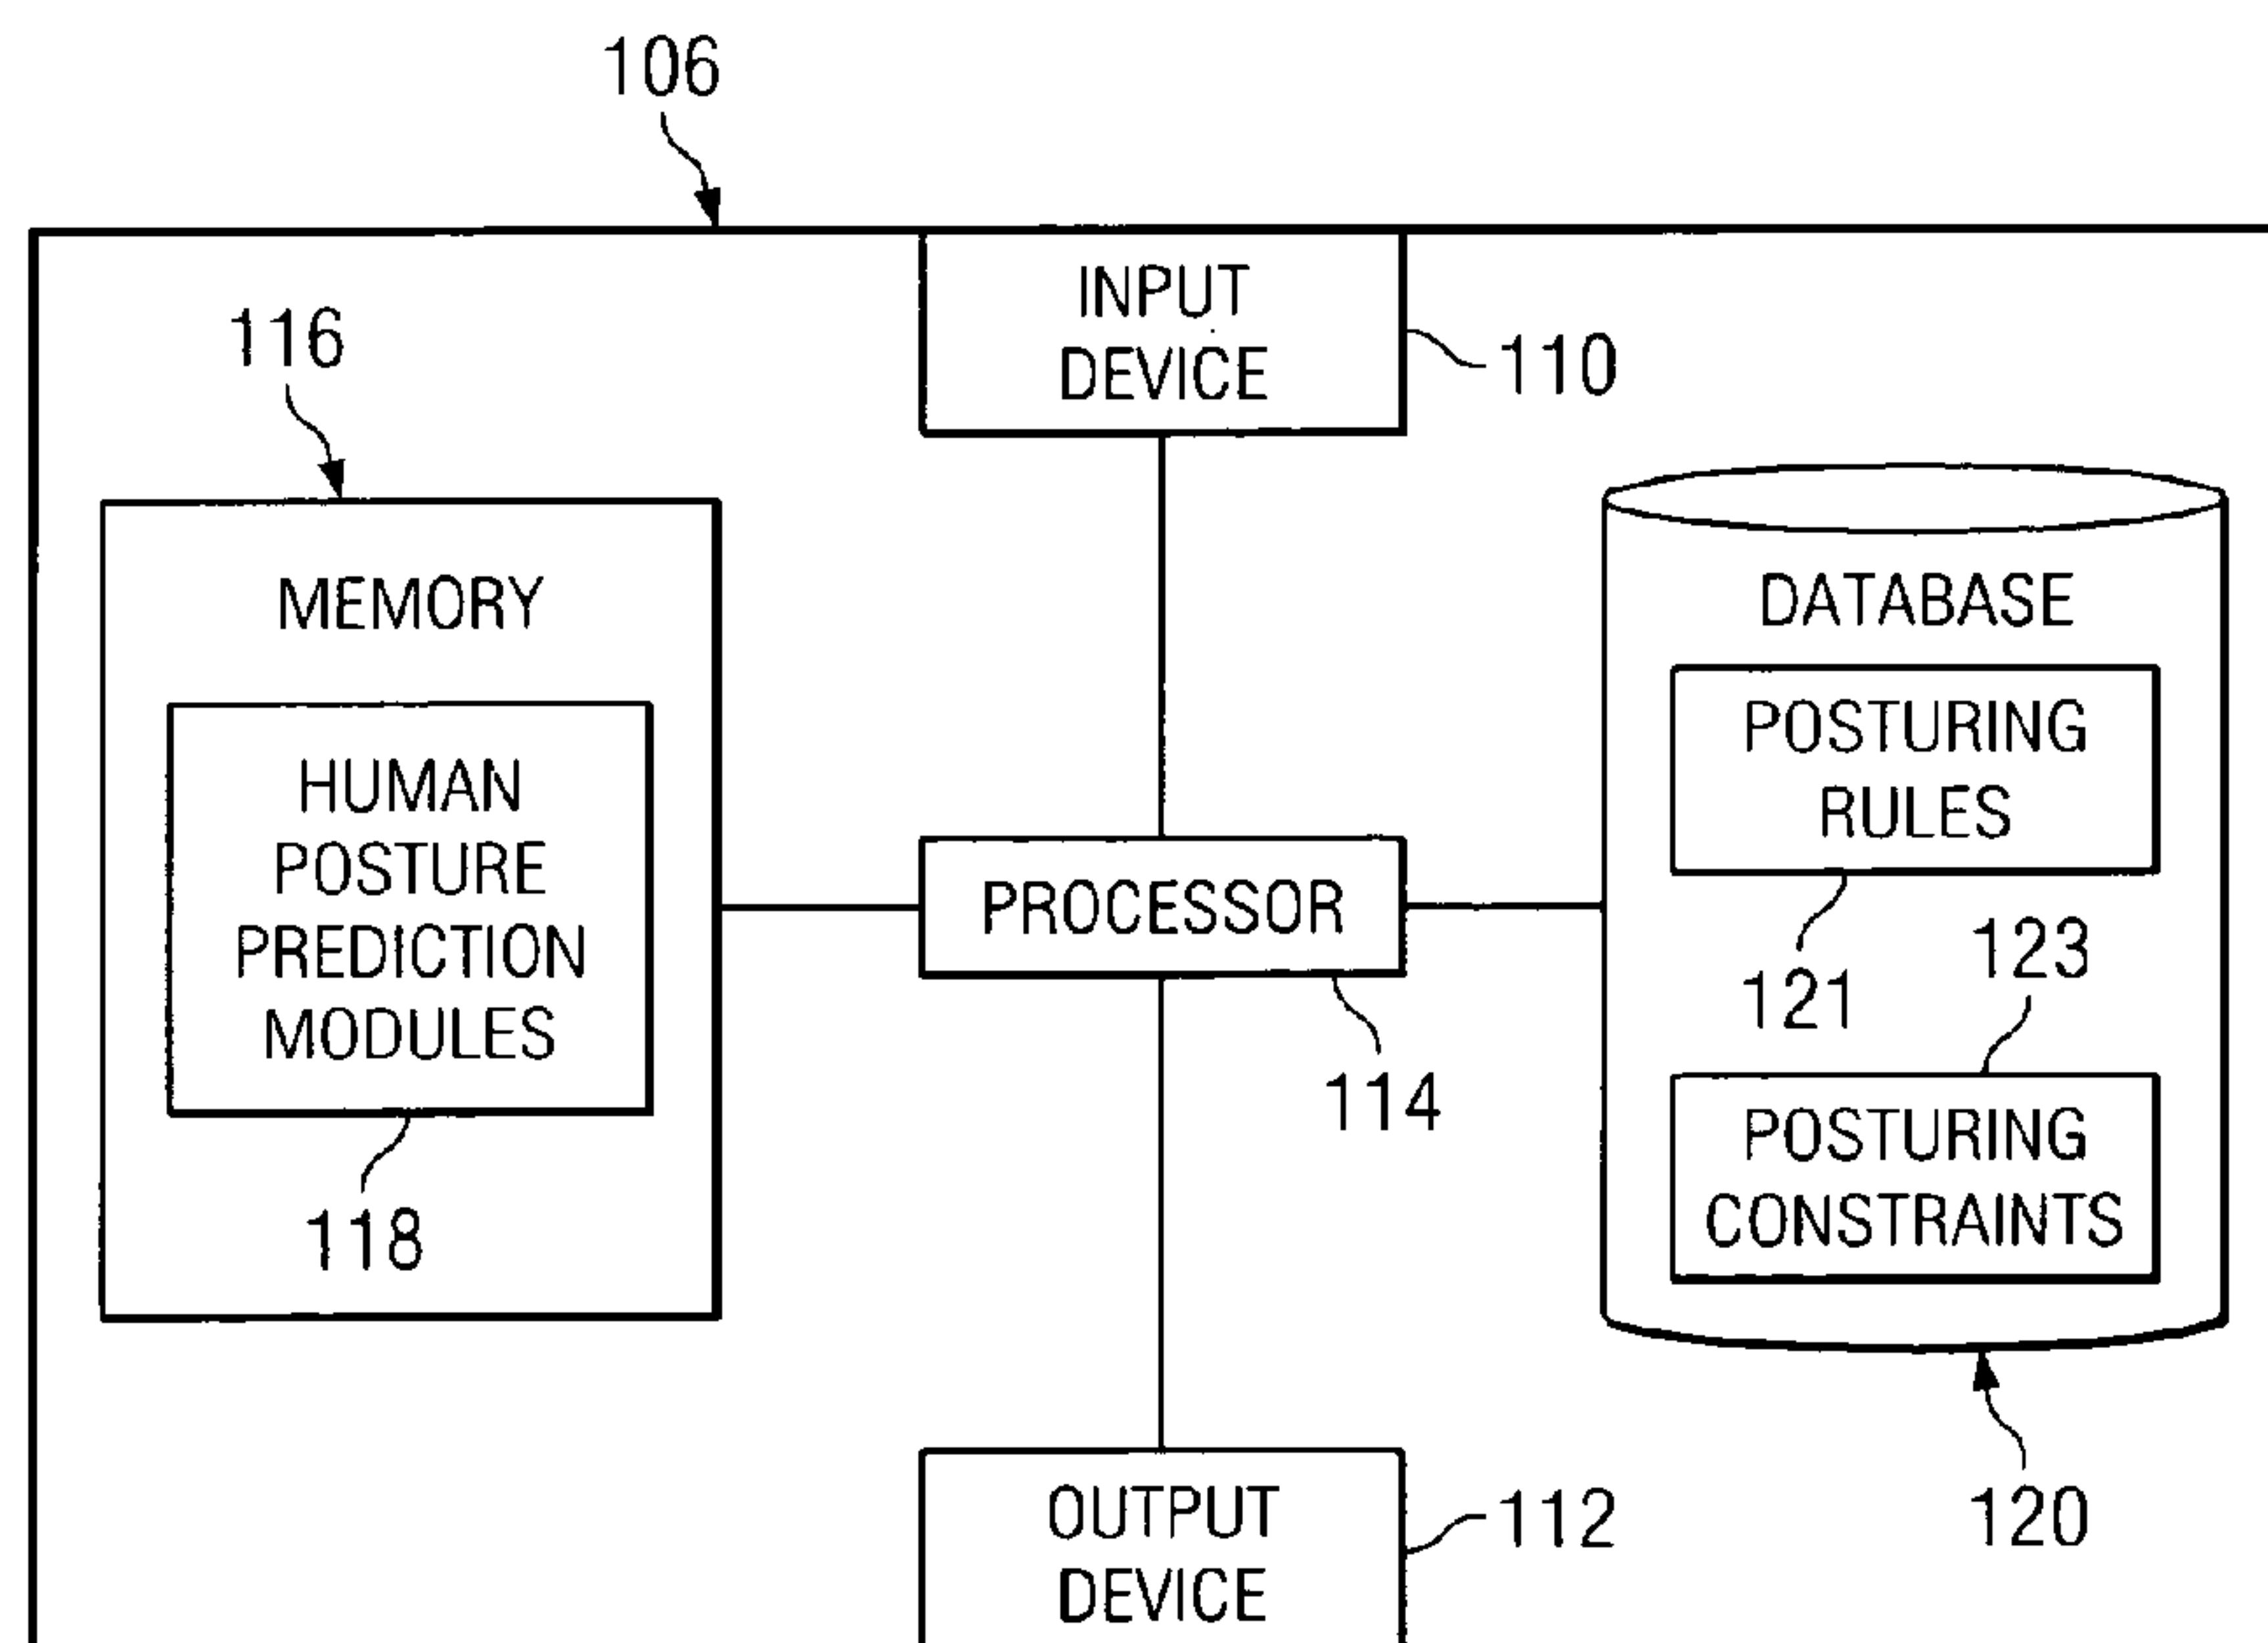 106
INPUT
DEVICE
110
116
MEMORY
HUMAN
POSTURE
PREDICTION
MODULES
118
PROCESSOR
114
DATABASE
POSTURING
RULES
121
123
POSTURING
CONSTRAINTS
120
OUTPUT
DEVICE
112